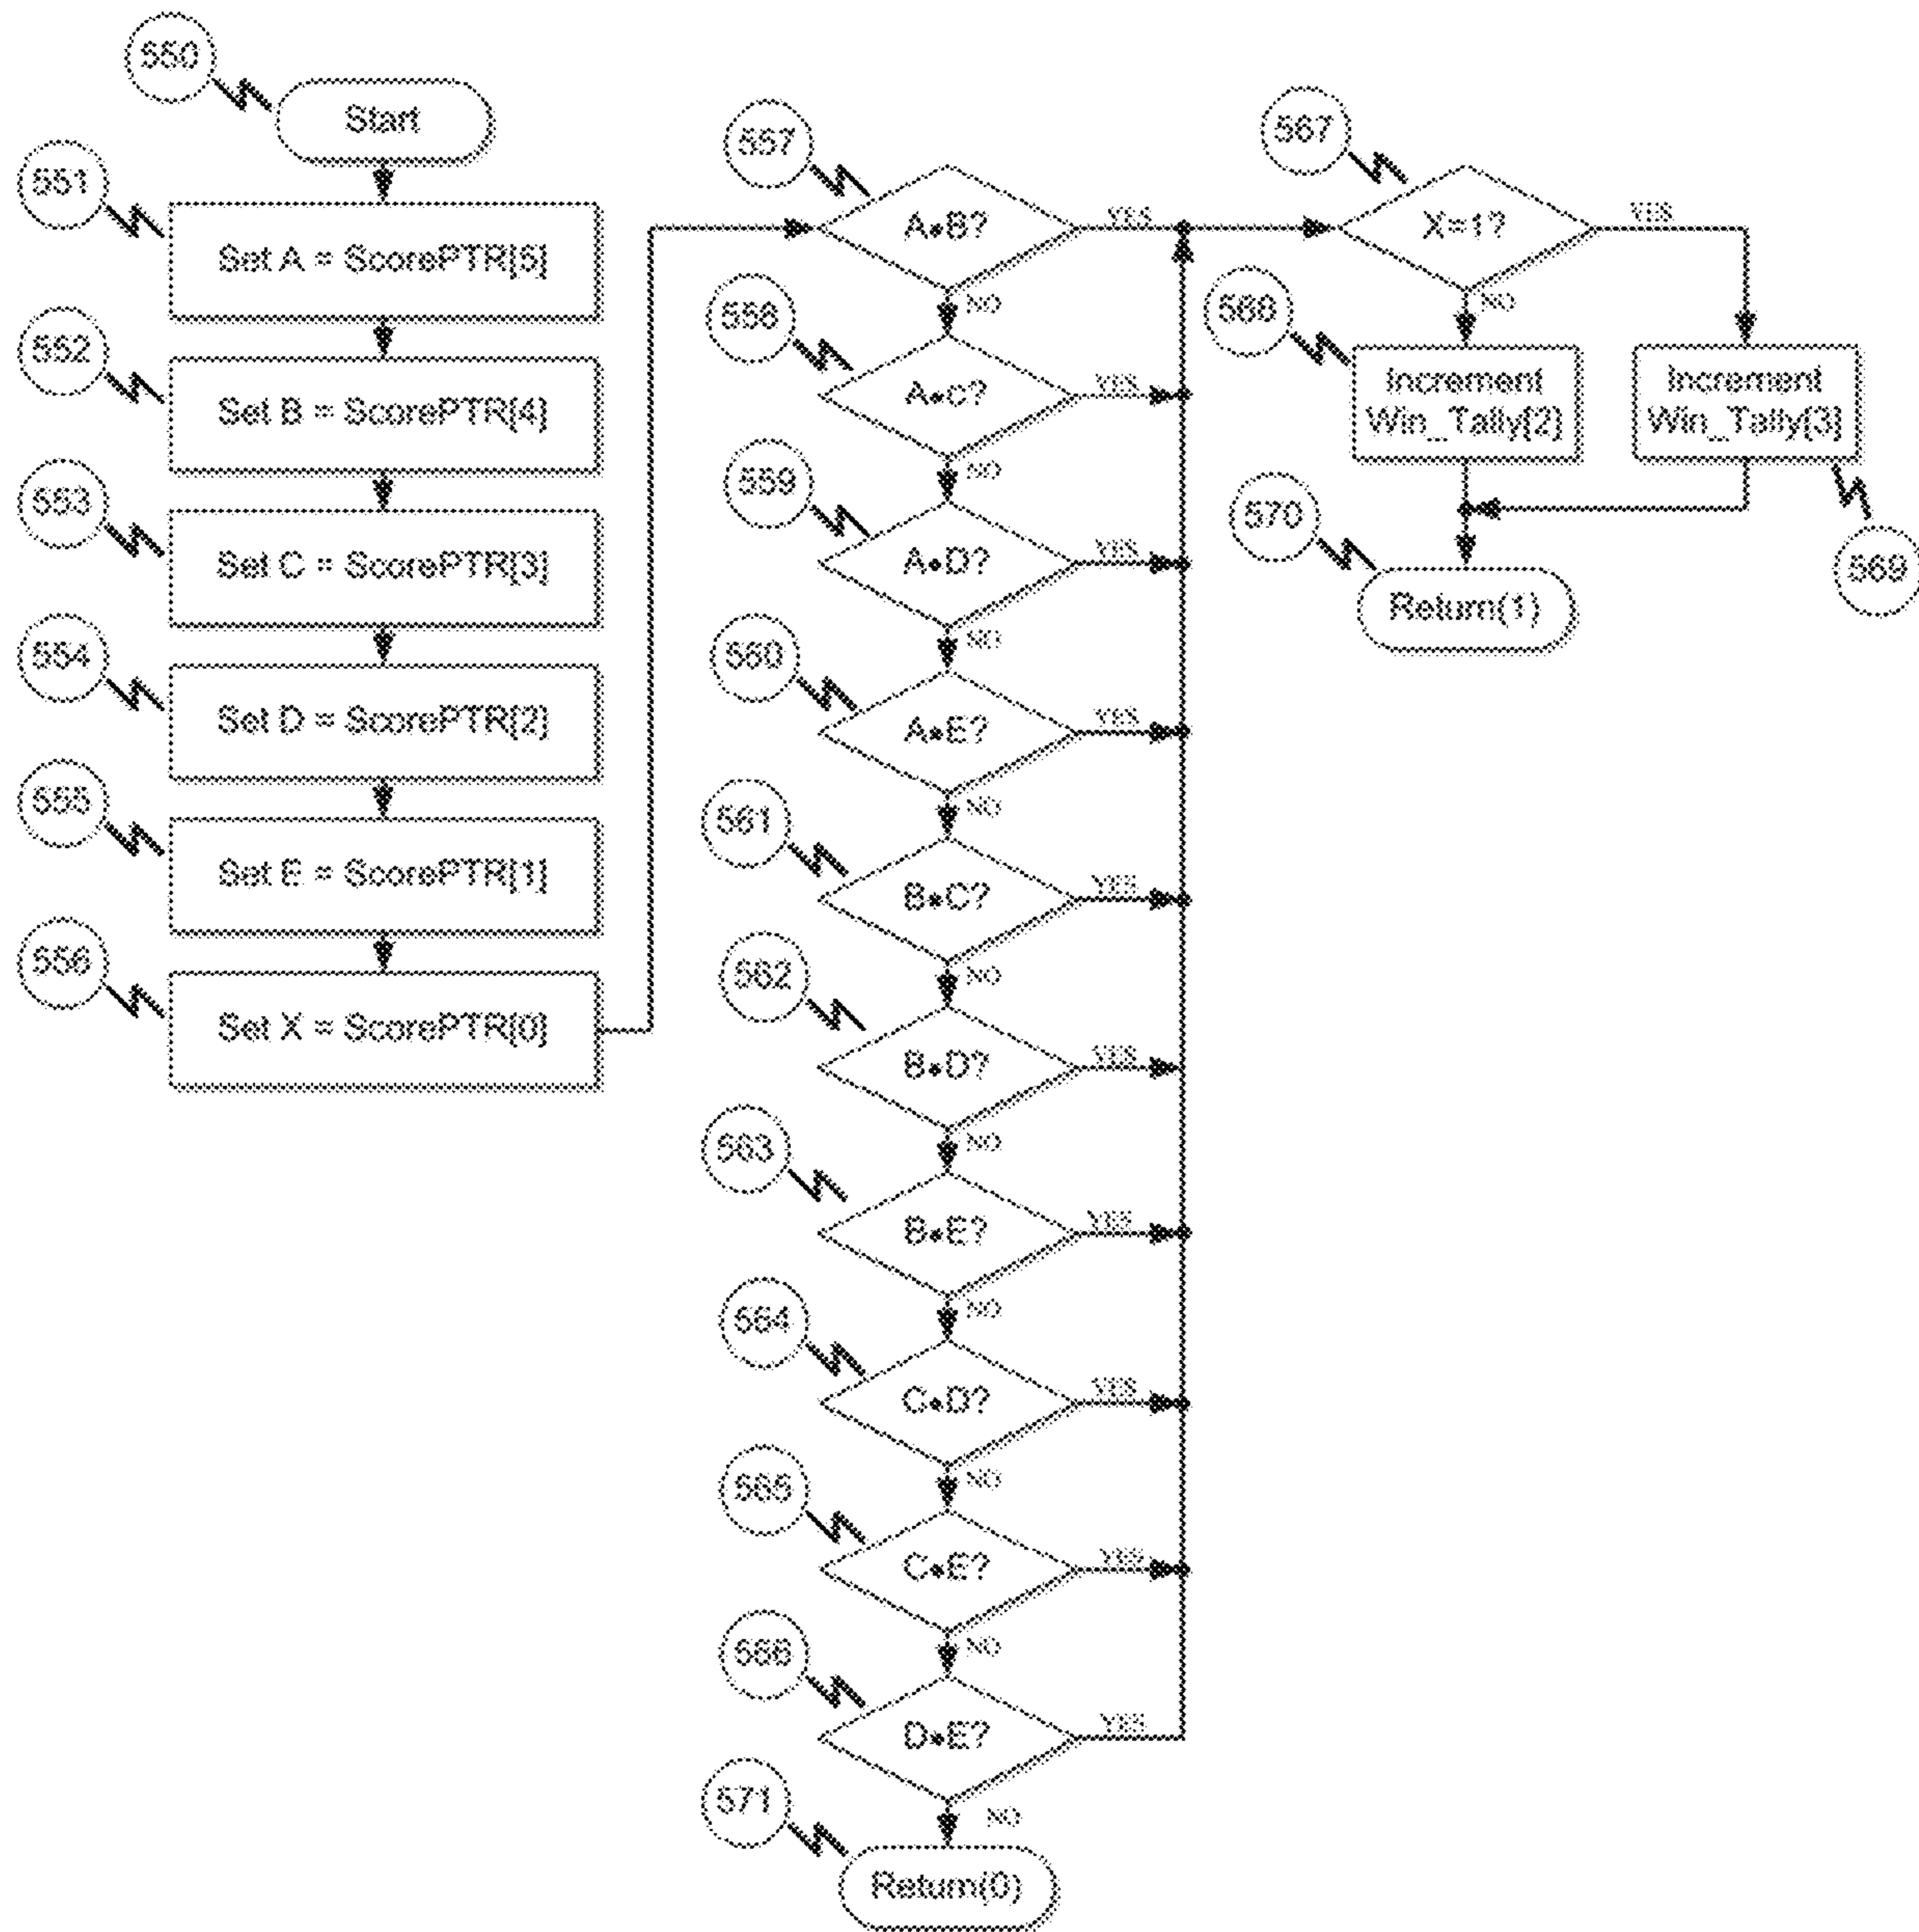 550
Start
551
Set A = ScorePTR[5]
552
Set B = ScorePTR[4]
553
Set C = ScorePTR[3]
554
Set D = ScorePTR[2]
555
Set E = ScorePTR[1]
556
Set X = ScorePTR[0]
557
A•B?
YES
NO
558
A•C?
YES
NO
559
A•D?
YES
NO
560
A•E?
YES
NO
561
B•C?
YES
NO
562
B•D?
YES
NO
563
B•E?
YES
NO
564
C•D?
YES
NO
565
C•E?
YES
NO
566
D•E?
YES
NO
571
Return(0)
567
X=1?
YES
NO
568
Increment
Win_Tally[2]
Increment
Win_Tally[3]
569
570
Return(1)